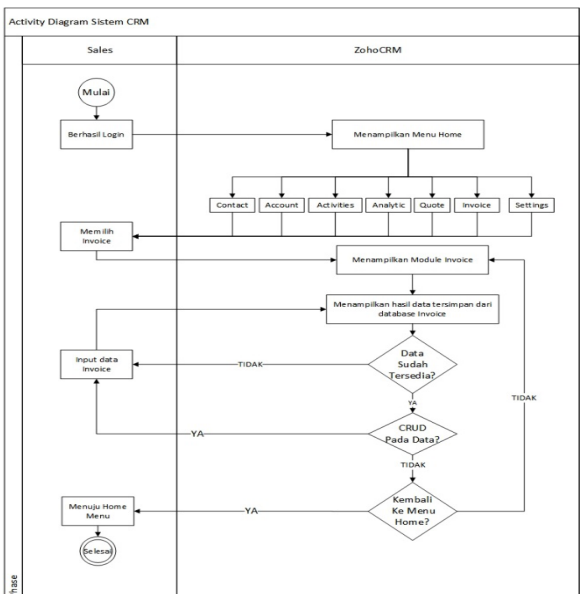 Activity Diagram Sistem CRM
Sales
ZohoCRM
Mulai
Berhasil Login
Menampilkan Menu Home
Contact
Account
Activities
Analytic
Quote
Invoice
Settings
Memilih
Invoice
Menampilkan Module Invoice
Menampilkan hasil data tersimpan dari
database Invoice
Input data
Invoice
TIDAK
Data
Sudah
Tersedia?
TIDAK
YA
YA
CRUD
Pada Data?
TIDAK
Menuju Home
Menu
YA
Kembali
Ke Menu
Home?
Selesai
Phase